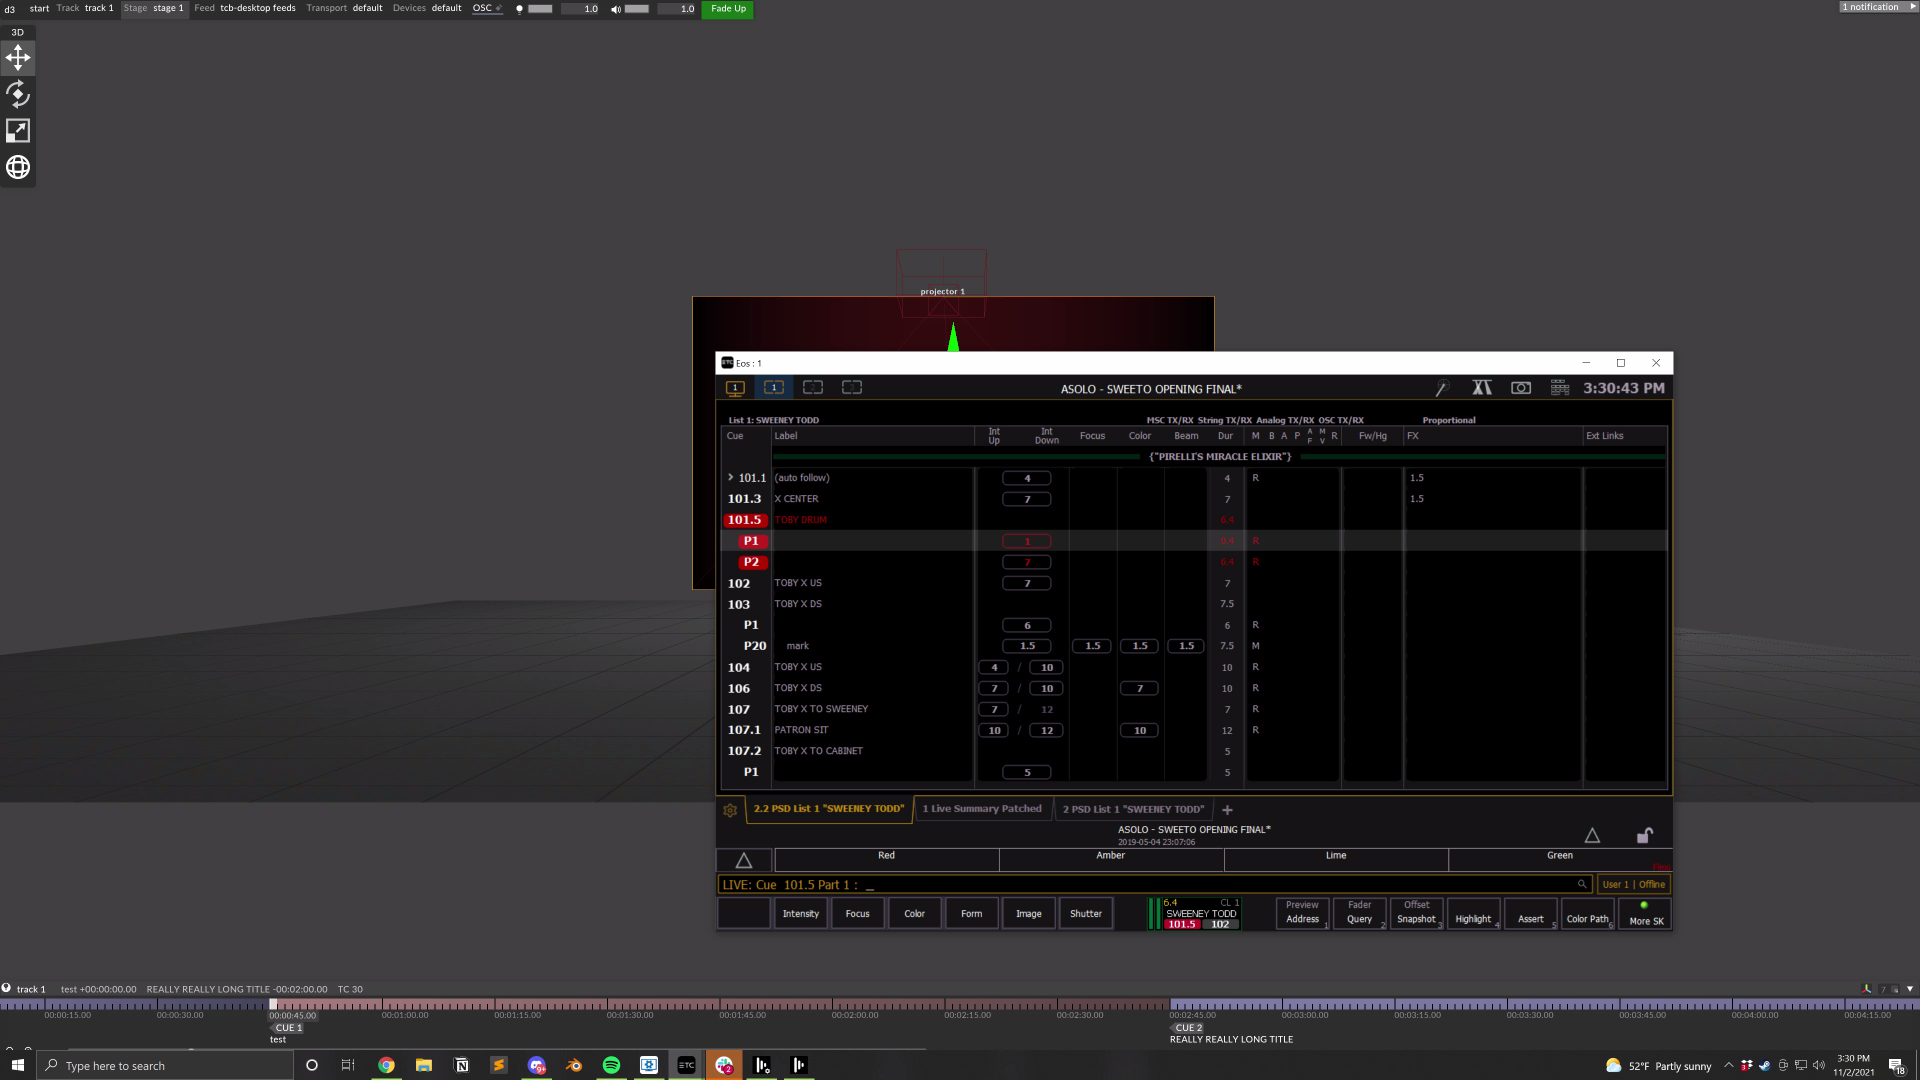 d3 start Track track 1 Stage stage 1 Feed tcb-desktop feeds Transport default Devices default OSC 1.0 1.0 Fade Up 1 notification
3D
projector 1
ETC Eos : 1
1 1 2 3 ASOLO - SWEETO OPENING FINAL* 3:30:43 PM
List 1: SWEENEY TODD MSC TX/RX String TX/RX Analog TX/RX OSC TX/RX Proportional
Cue Label Int Up Int Down Focus Color Beam Dur M B A P AF MV R Fw/Hg FX Ext Links
{"PIRELLI'S MIRACLE ELIXIR"}
101.1 (auto follow) 4 4 R 1.5
101.3 X CENTER 7 7 1.5
101.5 TOBY DRUM 6.4
P1 1 6.4 R
P2 7 6.4 R
102 TOBY X US 7 7
103 TOBY X DS 7.5
P1 6 6 R
P20 mark 1.5 1.5 1.5 1.5 7.5 M
104 TOBY X US 4 / 10 10 R
106 TOBY X DS 7 / 10 7 10 R
107 TOBY X TO SWEENEY 7 / 12 7 R
107.1 PATRON SIT 10 / 12 10 12 R
107.2 TOBY X TO CABINET 5
P1 5 5
2.2 PSD List 1 "SWEENEY TODD" 1 Live Summary Patched 2 PSD List 1 "SWEENEY TODD" +
ASOLO - SWEETO OPENING FINAL*
2019-05-04 23:07:06
Red Amber Lime Green
LIVE: Cue 101.5 Part 1 : _ User 1 | Offline
Intensity Focus Color Form Image Shutter
6.4 CL 1
SWEENEY TODD
101.5 102
Preview Address 1 Fader Query 2 Offset Snapshot 3 Highlight 4 Assert 5 Color Path 6 More SK
track 1 test +00:00:00.00 REALLY REALLY LONG TITLE -00:02:00.00 TC 30
00:00:15.00 00:00:30.00 00:00:45.00 00:01:00.00 00:01:15.00 00:01:30.00 00:01:45.00 00:02:00.00 00:02:15.00 00:02:30.00 00:02:45.00 00:03:00.00 00:03:15.00 00:03:30.00 00:03:45.00 00:04:00.00 00:04:15.00
CUE 1 CUE 2
test REALLY REALLY LONG TITLE
Type here to search ETC 52°F Partly sunny 3:30 PM
11/2/2021 18